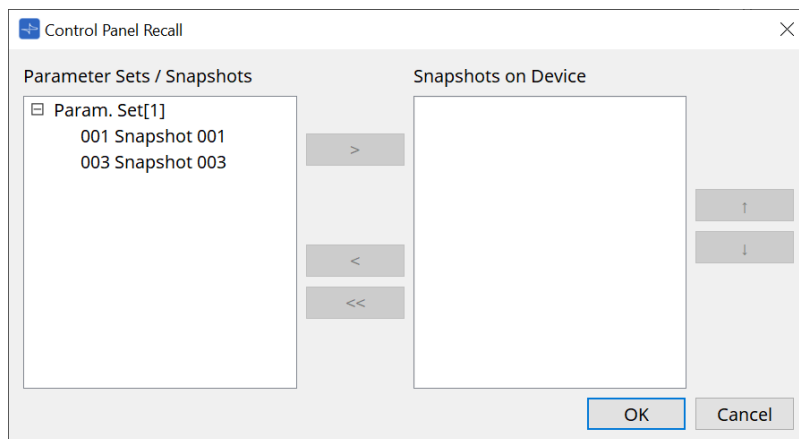 Control Panel Recall
Parameter Sets / Snapshots
Snapshots on Device
Param. Set[1]
001 Snapshot 001
003 Snapshot 003
>
<
<<
↑
↓
OK
Cancel